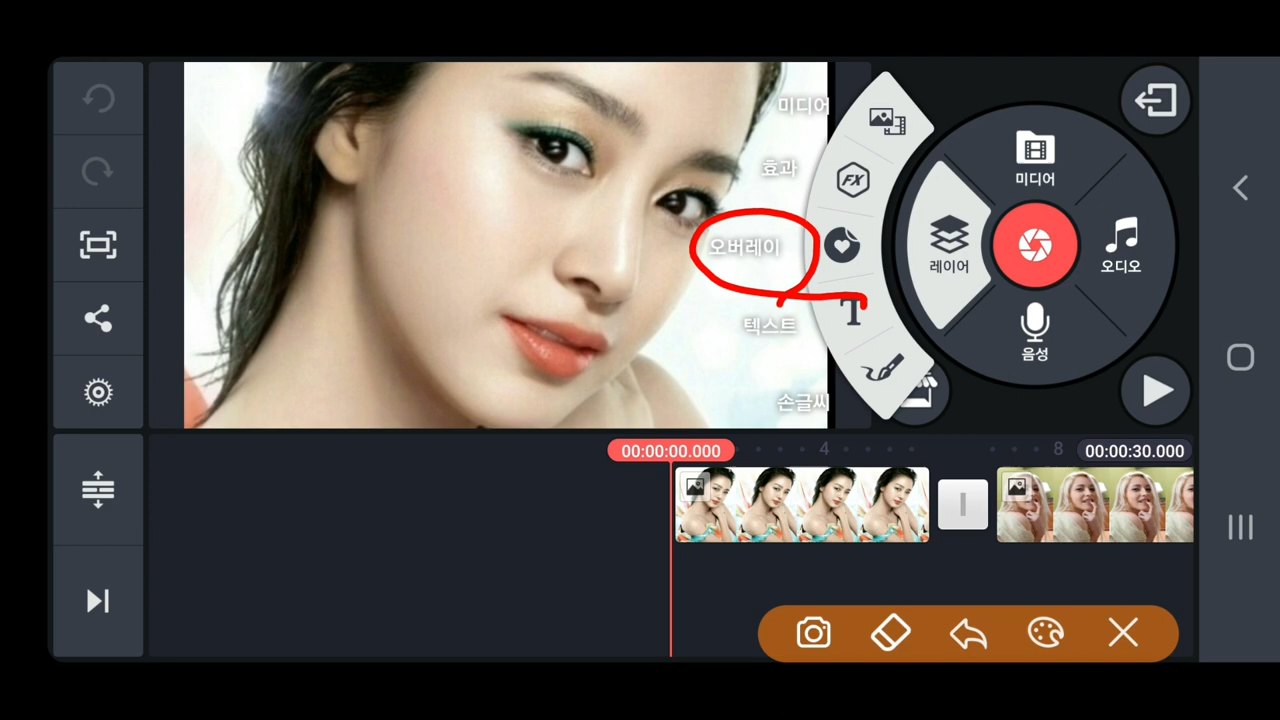 미디어
효과
오버레이
텍스트
손글씨
FX
T
미디어
레이어
오디오
음성
00:00:00.000
4
8
00:00:30.000